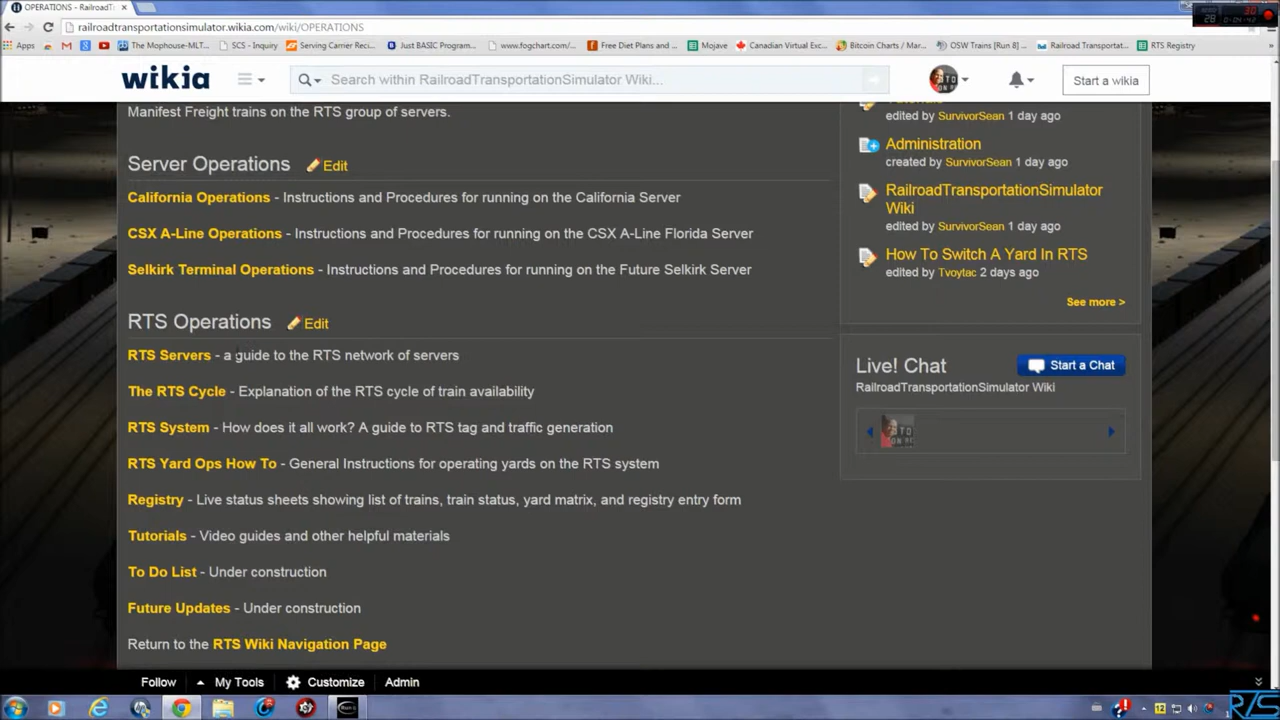 OPERATIONS - RailroadT
railroadtransportationsimulator.wikia.com/wiki/OPERATIONS
30
28
0:04:42
Apps
The Mophouse-MLT...
SCS - Inquiry
Serving Carrier Recei...
Just BASIC Program...
www.fogchart.com/...
Free Diet Plans and ...
Mojave
Canadian Virtual Exc...
Bitcoin Charts / Mar...
OSW Trains [Run 8] ...
Railroad Transportat...
RTS Registry
wikia
Search within RailroadTransportationSimulator Wiki...
Start a wikia
Manifest Freight trains on the RTS group of servers.
Server Operations Edit
California Operations - Instructions and Procedures for running on the California Server
CSX A-Line Operations - Instructions and Procedures for running on the CSX A-Line Florida Server
Selkirk Terminal Operations - Instructions and Procedures for running on the Future Selkirk Server
RTS Operations Edit
RTS Servers - a guide to the RTS network of servers
The RTS Cycle - Explanation of the RTS cycle of train availability
RTS System - How does it all work? A guide to RTS tag and traffic generation
RTS Yard Ops How To - General Instructions for operating yards on the RTS system
Registry - Live status sheets showing list of trains, train status, yard matrix, and registry entry form
Tutorials - Video guides and other helpful materials
To Do List - Under construction
Future Updates - Under construction
Return to the RTS Wiki Navigation Page
edited by SurvivorSean 1 day ago
Administration
created by SurvivorSean 1 day ago
RailroadTransportationSimulator
Wiki
edited by SurvivorSean 1 day ago
How To Switch A Yard In RTS
edited by Tvoytac 2 days ago
See more >
Live! Chat
Start a Chat
RailroadTransportationSimulator Wiki
Follow
My Tools
Customize
Admin
12
RTS